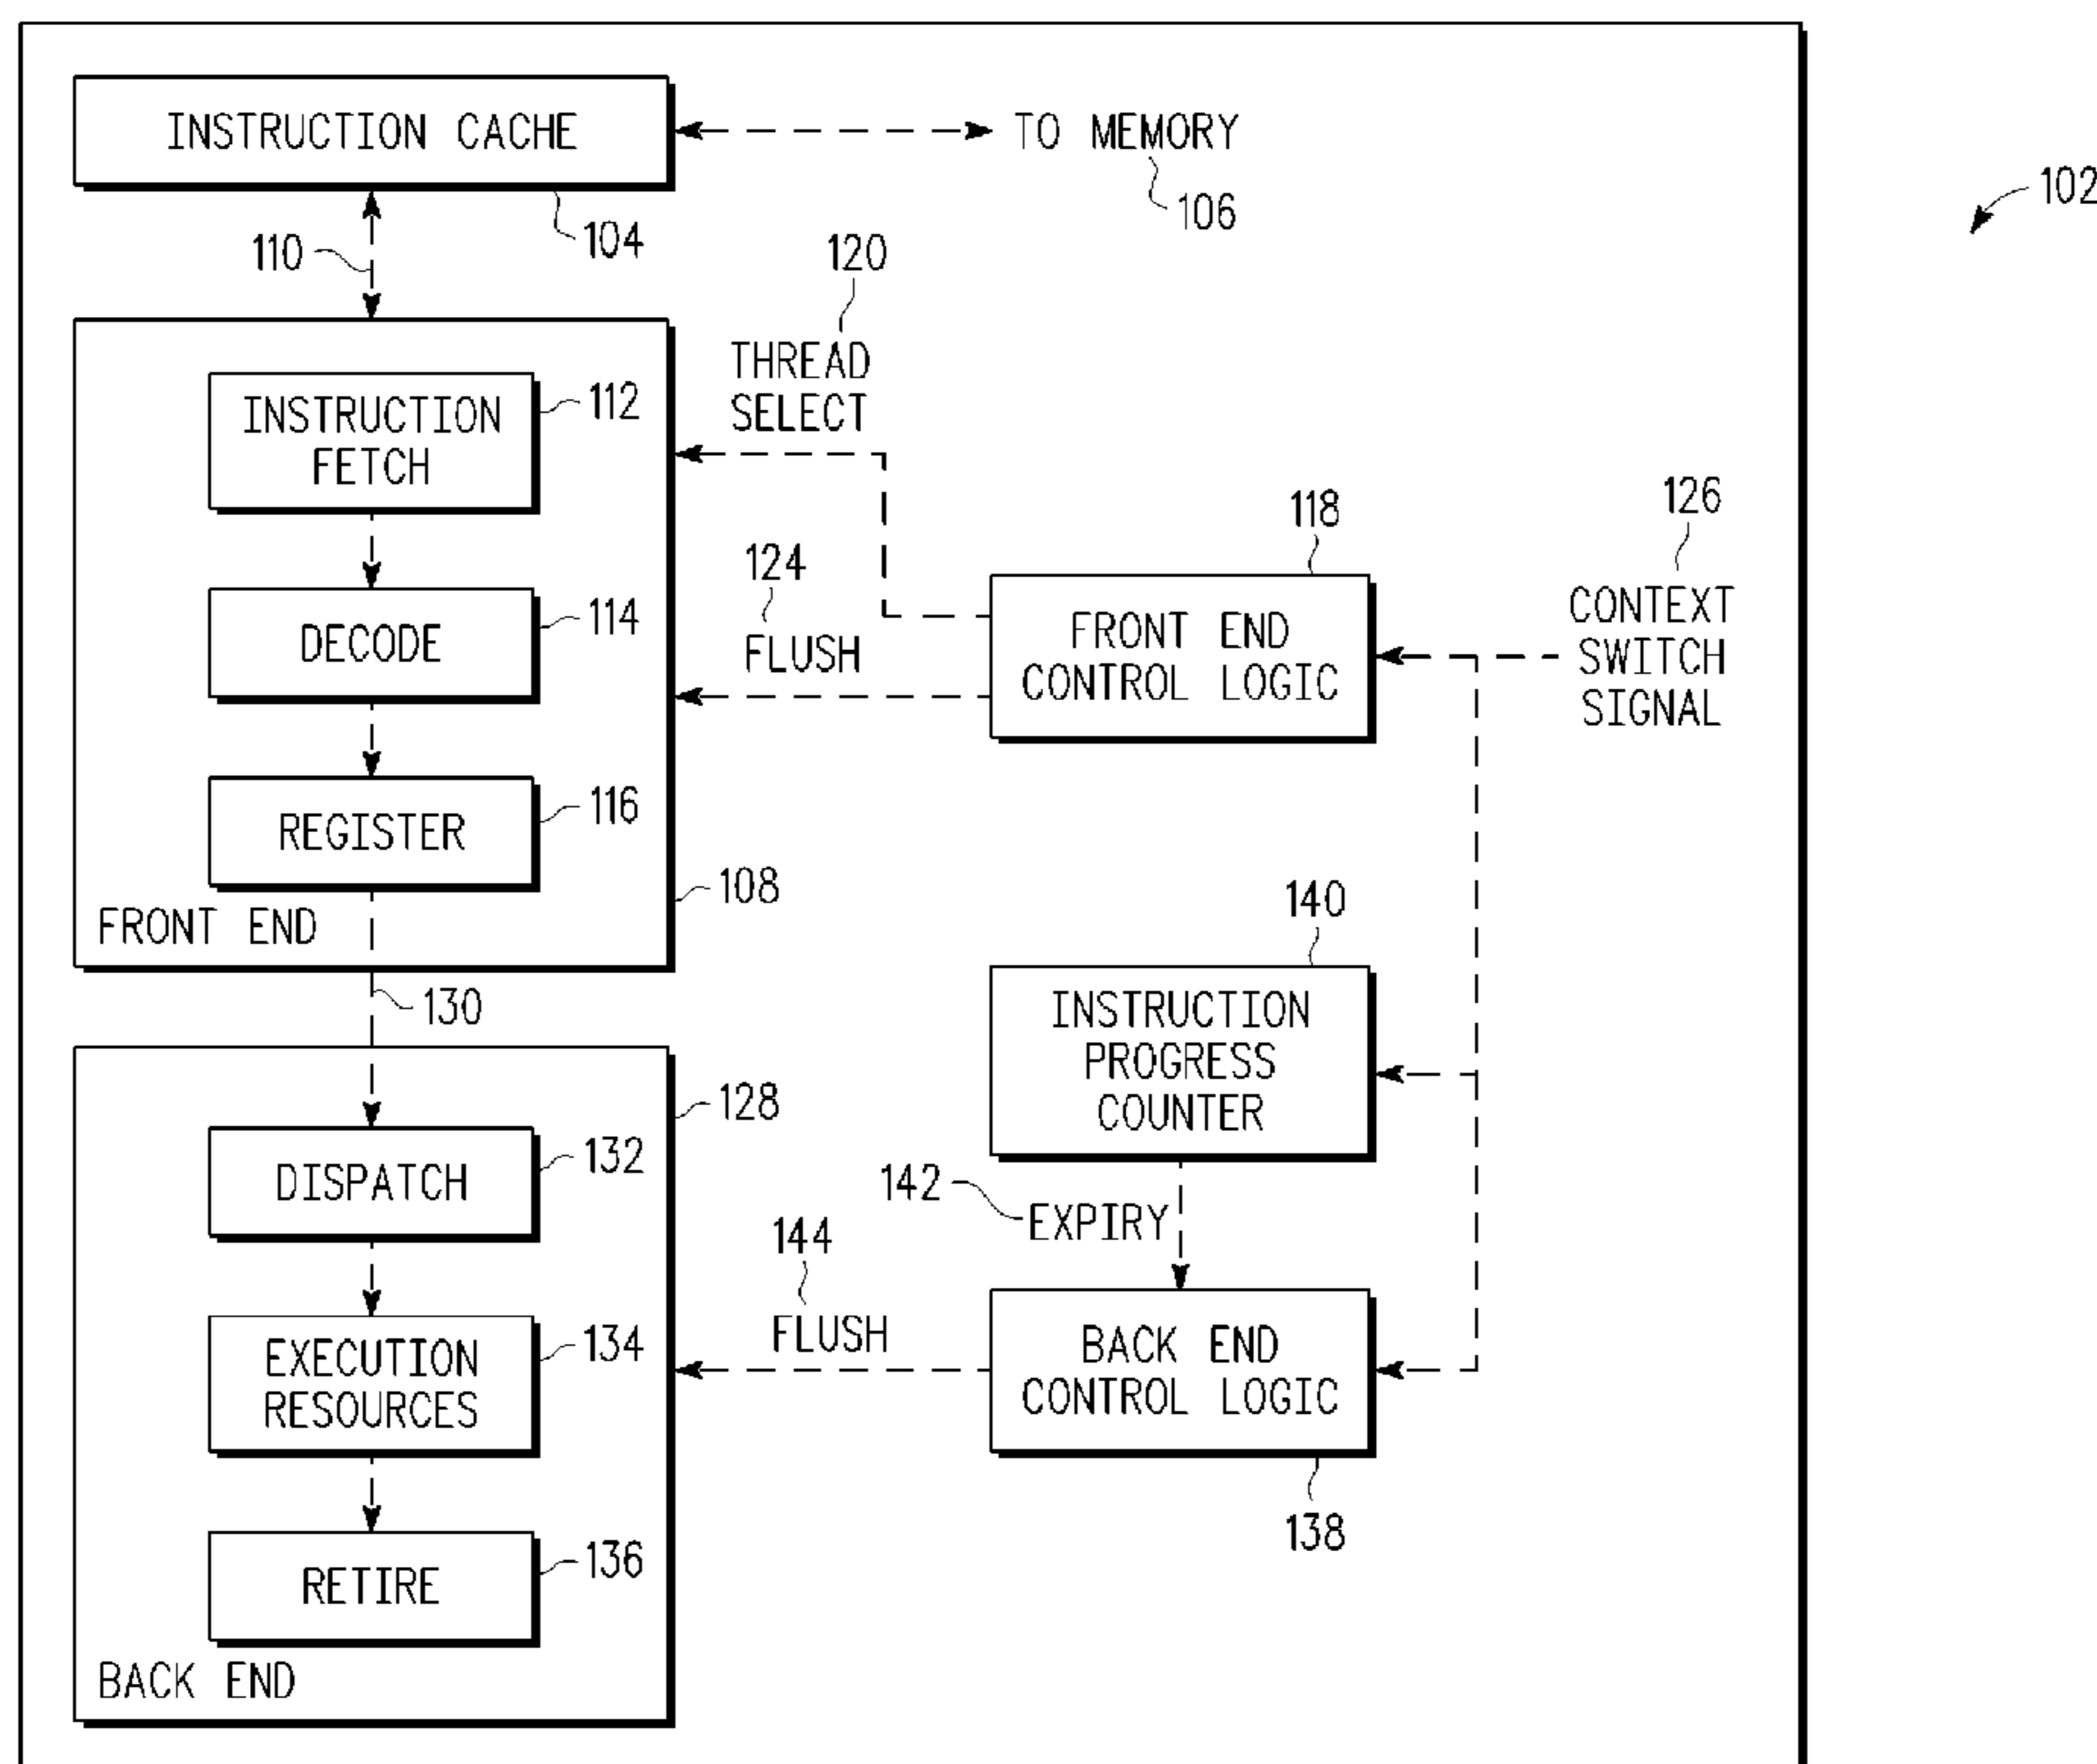 INSTRUCTION CACHE
TO MEMORY
106
102
104
110
120
THREAD
SELECT
INSTRUCTION
FETCH
112
126
CONTEXT
SWITCH
SIGNAL
118
FRONT END
CONTROL LOGIC
124
FLUSH
DECODE
114
REGISTER
116
108
FRONT END
130
140
INSTRUCTION
PROGRESS
COUNTER
128
DISPATCH
132
142
EXPIRY
144
FLUSH
BACK END
CONTROL LOGIC
138
EXECUTION
RESOURCES
134
RETIRE
136
BACK END